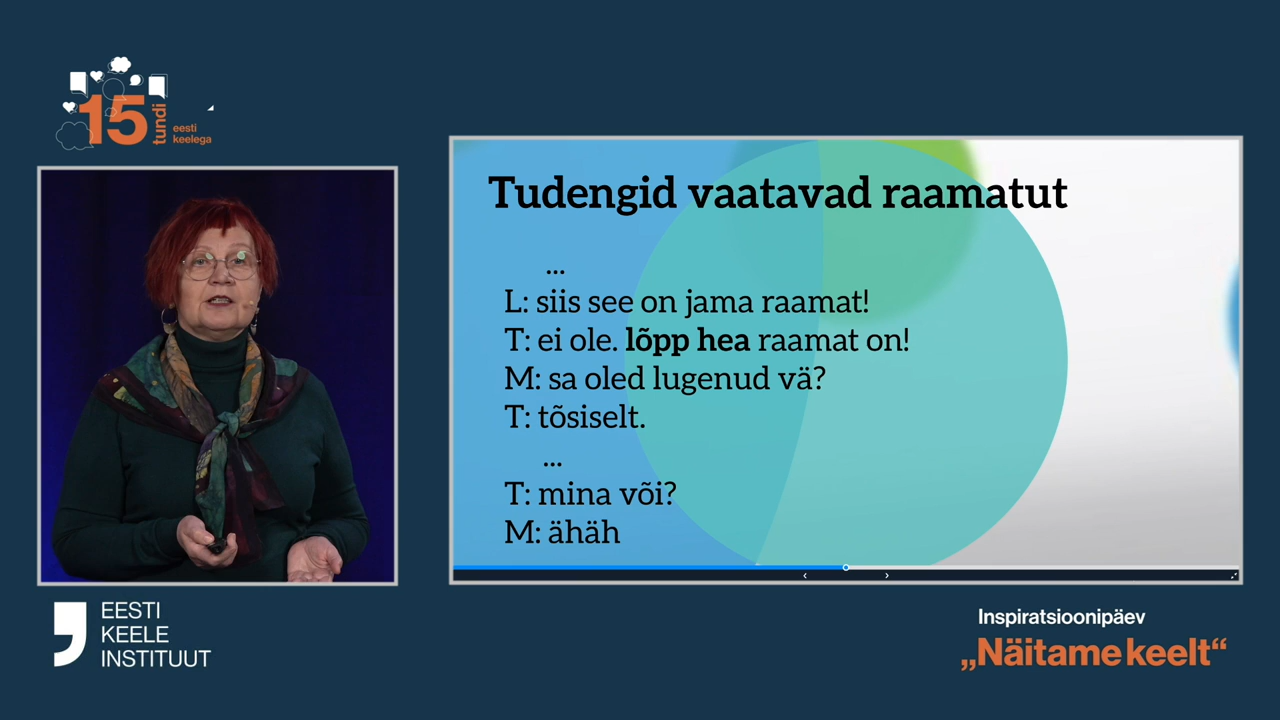 15
tundi
eesti
keelega
Tudengid vaatavad raamatut
...
L: siis see on jama raamat!
T: ei ole. lõpp hea raamat on!
M: sa oled lugenud vä?
T: tõsiselt.
...
T: mina või?
M: ähäh
EESTI
KEELE
INSTITUUT
Inspiratsioonipäev
„Näitame keelt“